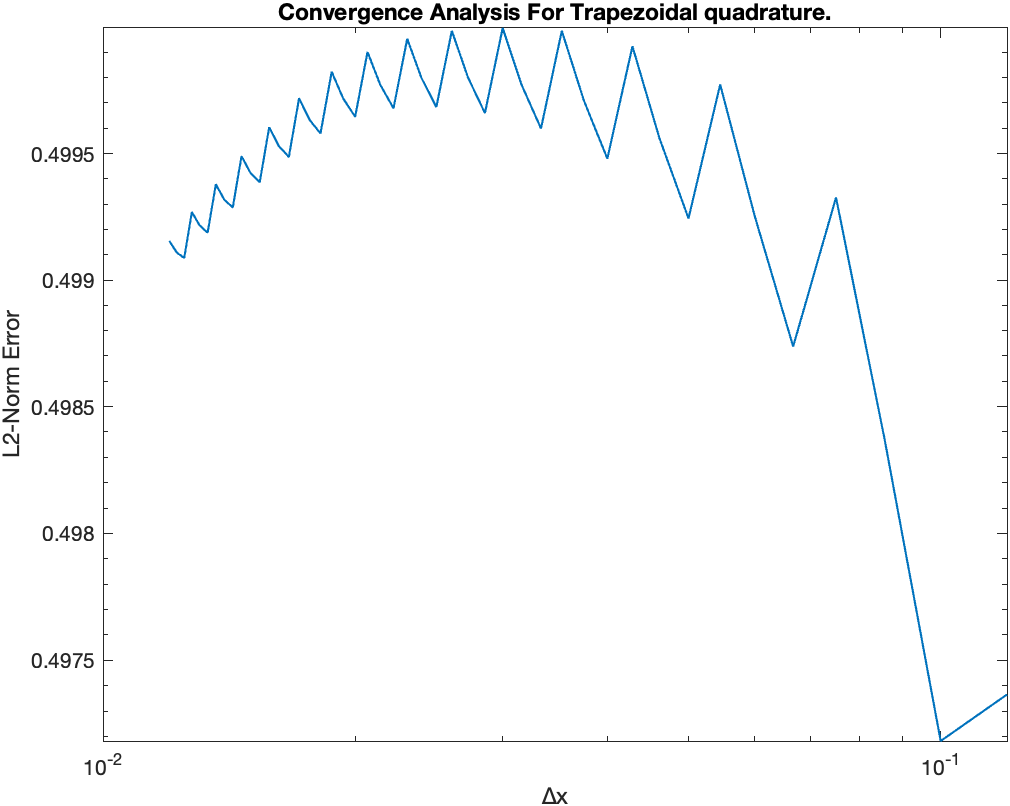 Convergence Analysis For Trapezoidal quadrature.
L2-Norm Error
0.4995
0.499
0.4985
0.498
0.4975
10-2
10-1
Δx